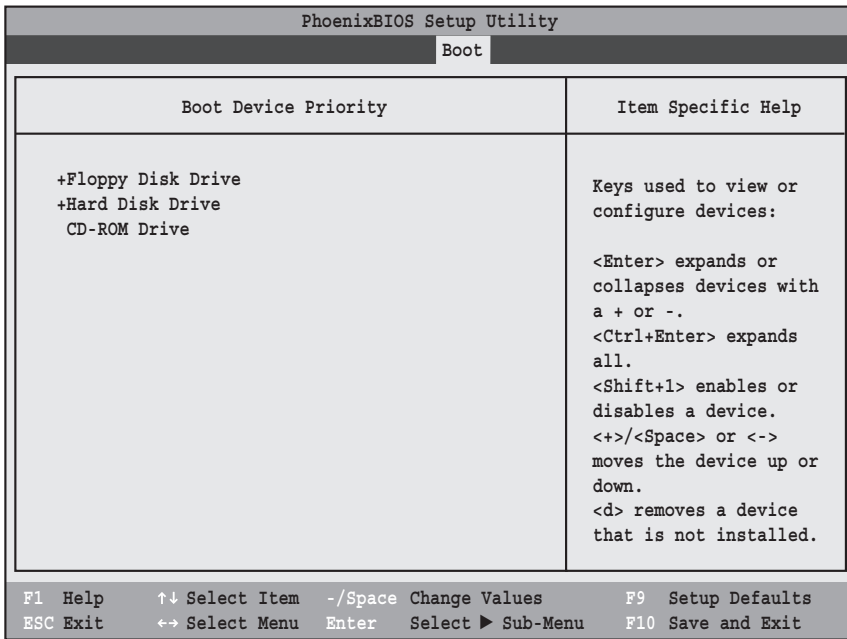 PhoenixBIOS Setup Utility
Boot
Boot Device Priority
Item Specific Help
+Floppy Disk Drive
+Hard Disk Drive
CD-ROM Drive
Keys used to view or
configure devices:
<Enter> expands or
collapses devices with
a + or -.
<Ctrl+Enter> expands
all.
<Shift+1> enables or
disables a device.
<+>/<Space> or <->
moves the device up or
down.
<d> removes a device
that is not installed.
F1 Help ↑↓ Select Item -/Space Change Values F9 Setup Defaults
ESC Exit ↔ Select Menu Enter Select ▶ Sub-Menu F10 Save and Exit